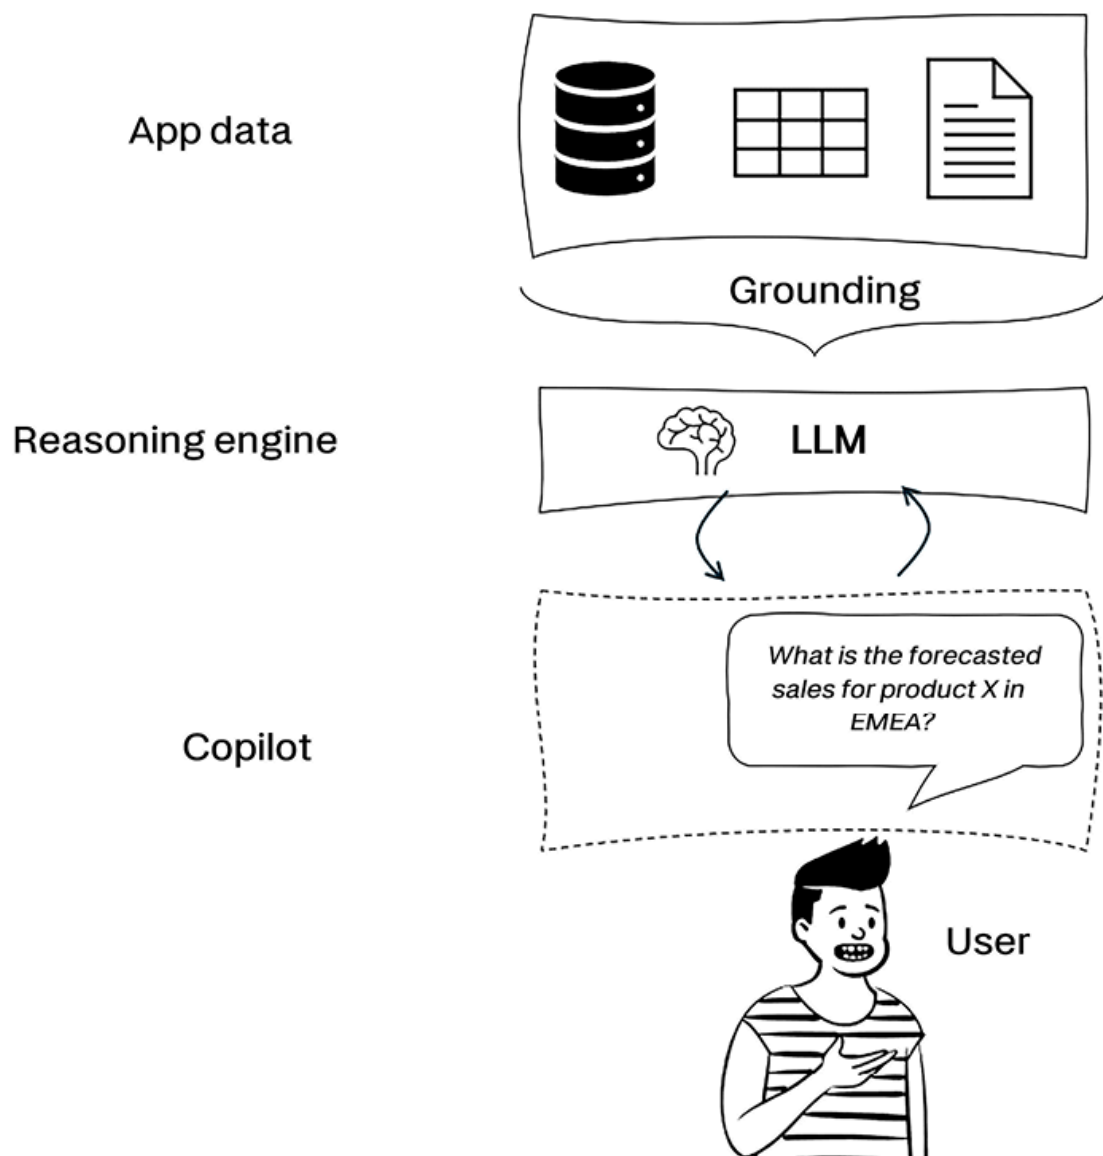 App data
Grounding
Reasoning engine
LLM
What is the forecasted
sales for product X in
EMEA?
Copilot
User